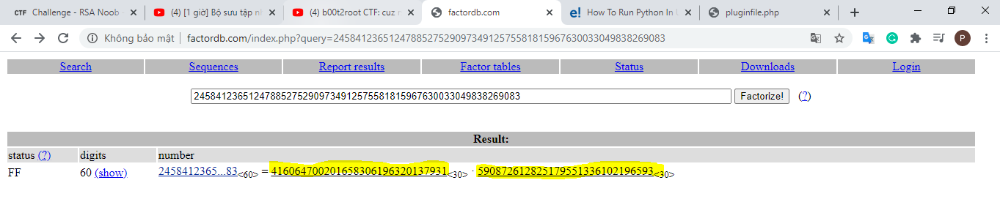 CTF Challenge - RSA Noob
(4) [1 giờ] Bộ sưu tập nh
(4) b00t2root CTF: cuz r
factordb.com
e! How To Run Python In
pluginfile.php
Không bảo mật | factordb.com/index.php?query=245841236512478852752909734912575581815967630033049838269083
P
Search Sequences Report results Factor tables Status Downloads Login
245841236512478852752909734912575581815967630033049838269083 Factorize! (?)
Result:
status (?) digits number
FF 60 (show) 2458412365...83<60> = 416064700201658306196320137931<30> · 590872612825179551336102196593<30>